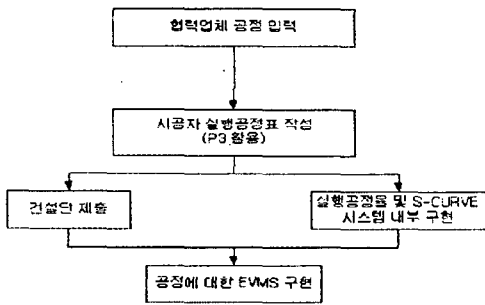 협력업체 공정 입력
시공자 실행공정표 작성
(P3 활용)
건설단 제출
실행공정율 및 S-CURVE
시스템 내부 구현
공정에 대한 EVMS 구현